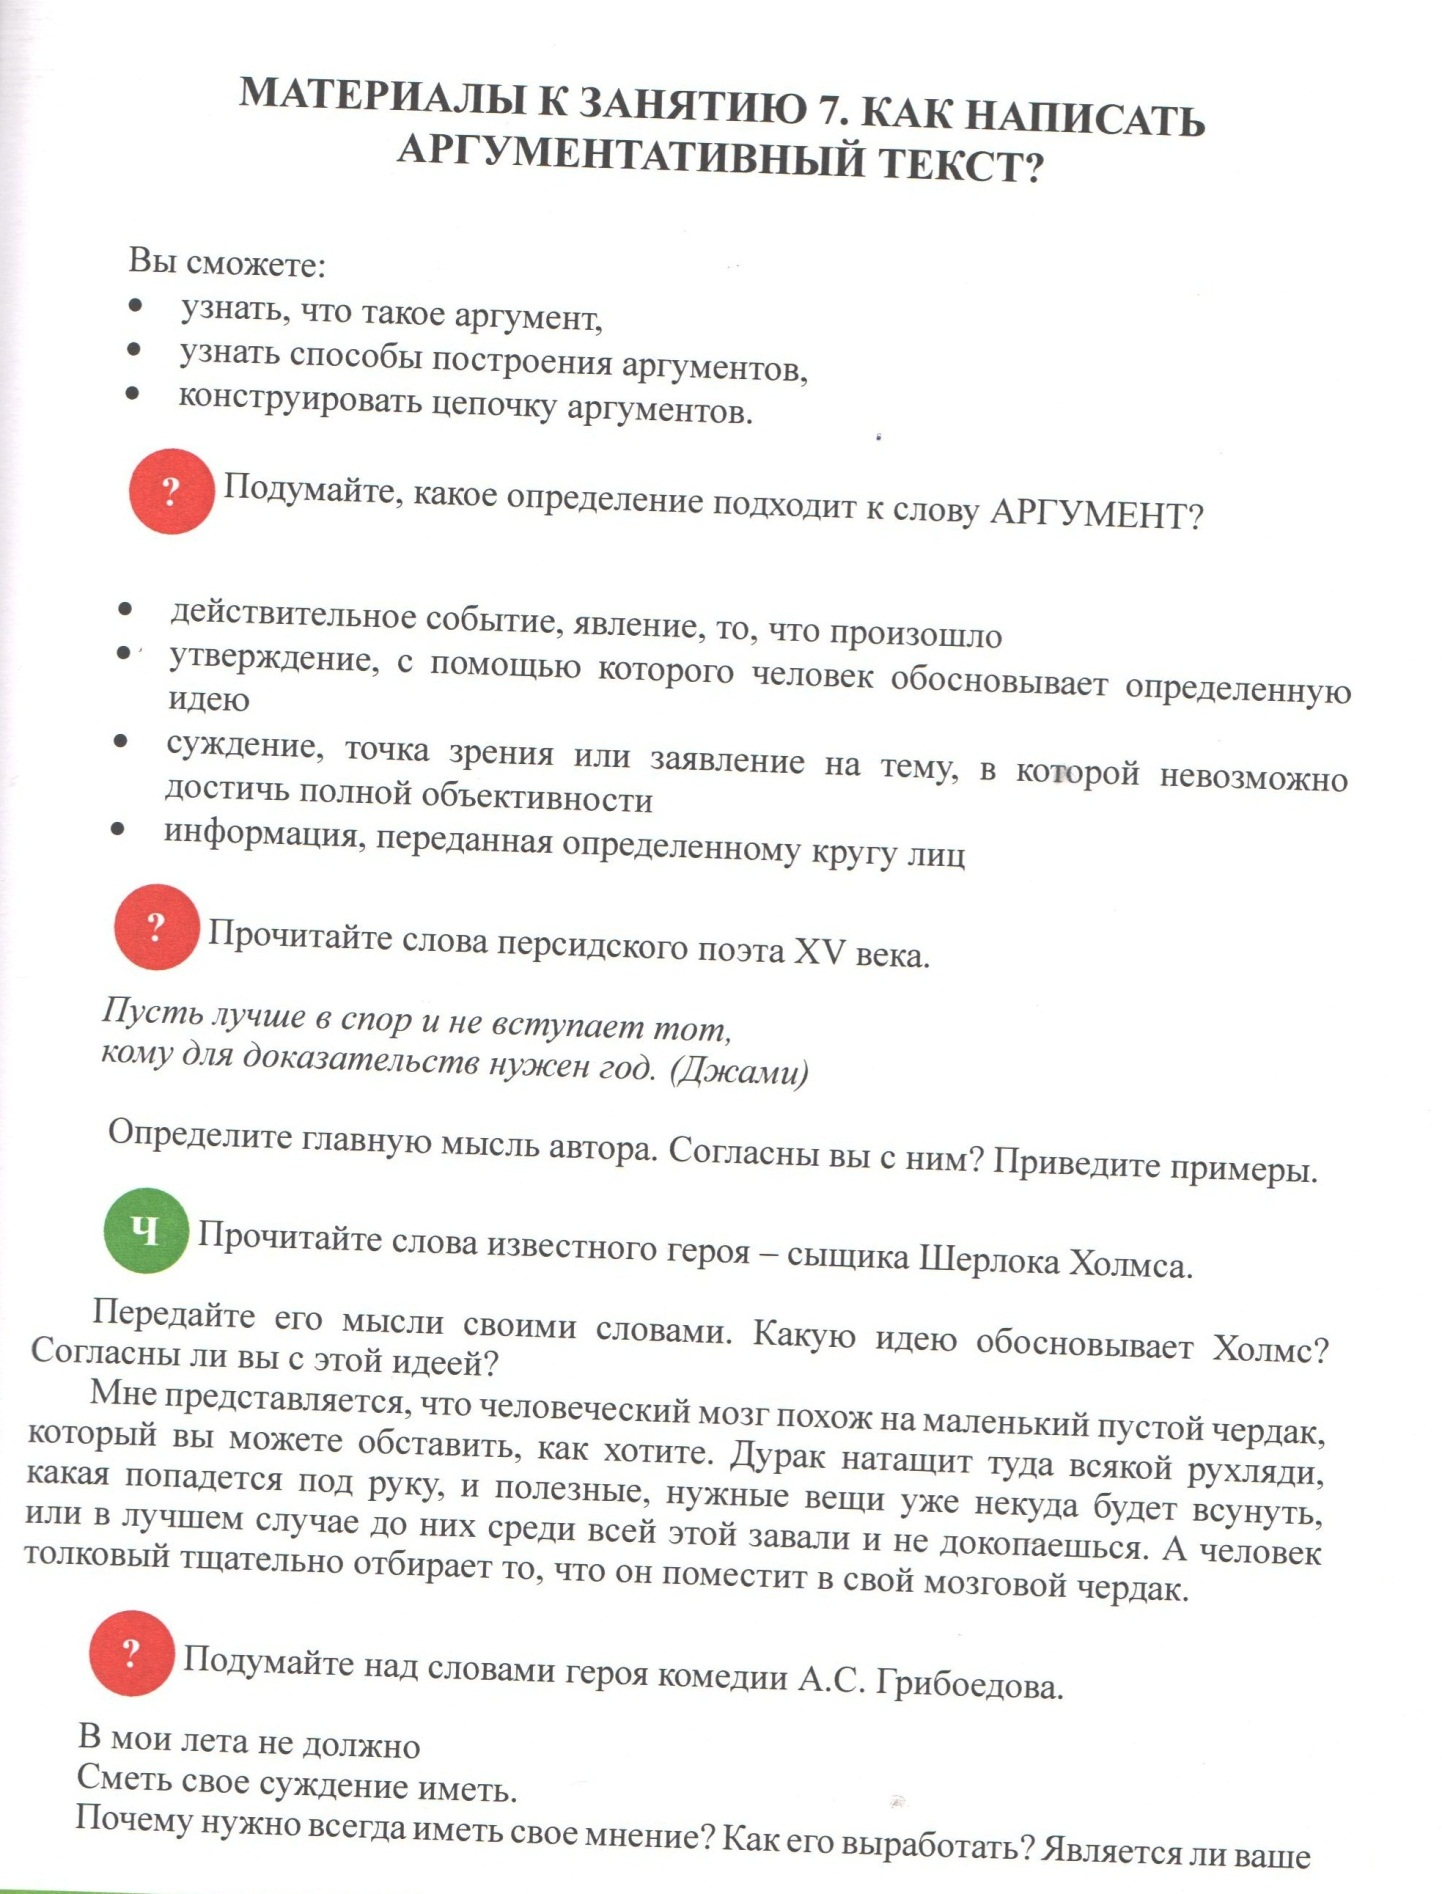 МАТЕРИАЛЫ К ЗАНЯТИЮ 7. КАК НАПИСАТЬ
АРГУМЕНТАТИВНЫЙ ТЕКСТ?
Вы сможете:
• узнать, что такое аргумент,
• узнать способы построения аргументов,
• конструировать цепочку аргументов.
? Подумайте, какое определение подходит к слову АРГУМЕНТ?
• действительное событие, явление, то, что произошло
• утверждение, с помощью которого человек обосновывает определенную
идею
• суждение, точка зрения или заявление на тему, в которой невозможно
достичь полной объективности
• информация, переданная определенному кругу лиц
? Прочитайте слова персидского поэта XV века.
Пусть лучше в спор и не вступает тот,
кому для доказательств нужен год. (Джами)
Определите главную мысль автора. Согласны вы с ним? Приведите примеры.
Ч Прочитайте слова известного героя – сыщика Шерлока Холмса.
Передайте его мысли своими словами. Какую идею обосновывает Холмс?
Согласны ли вы с этой идеей?
Мне представляется, что человеческий мозг похож на маленький пустой чердак,
который вы можете обставить, как хотите. Дурак натащит туда всякой рухляди,
какая попадется под руку, и полезные, нужные вещи уже некуда будет всунуть,
или в лучшем случае до них среди всей этой завали и не докопаешься. А человек
толковый тщательно отбирает то, что он поместит в свой мозговой чердак.
? Подумайте над словами героя комедии А.С. Грибоедова.
В мои лета не должно
Сметь свое суждение иметь.
Почему нужно всегда иметь свое мнение? Как его выработать? Является ли ваше